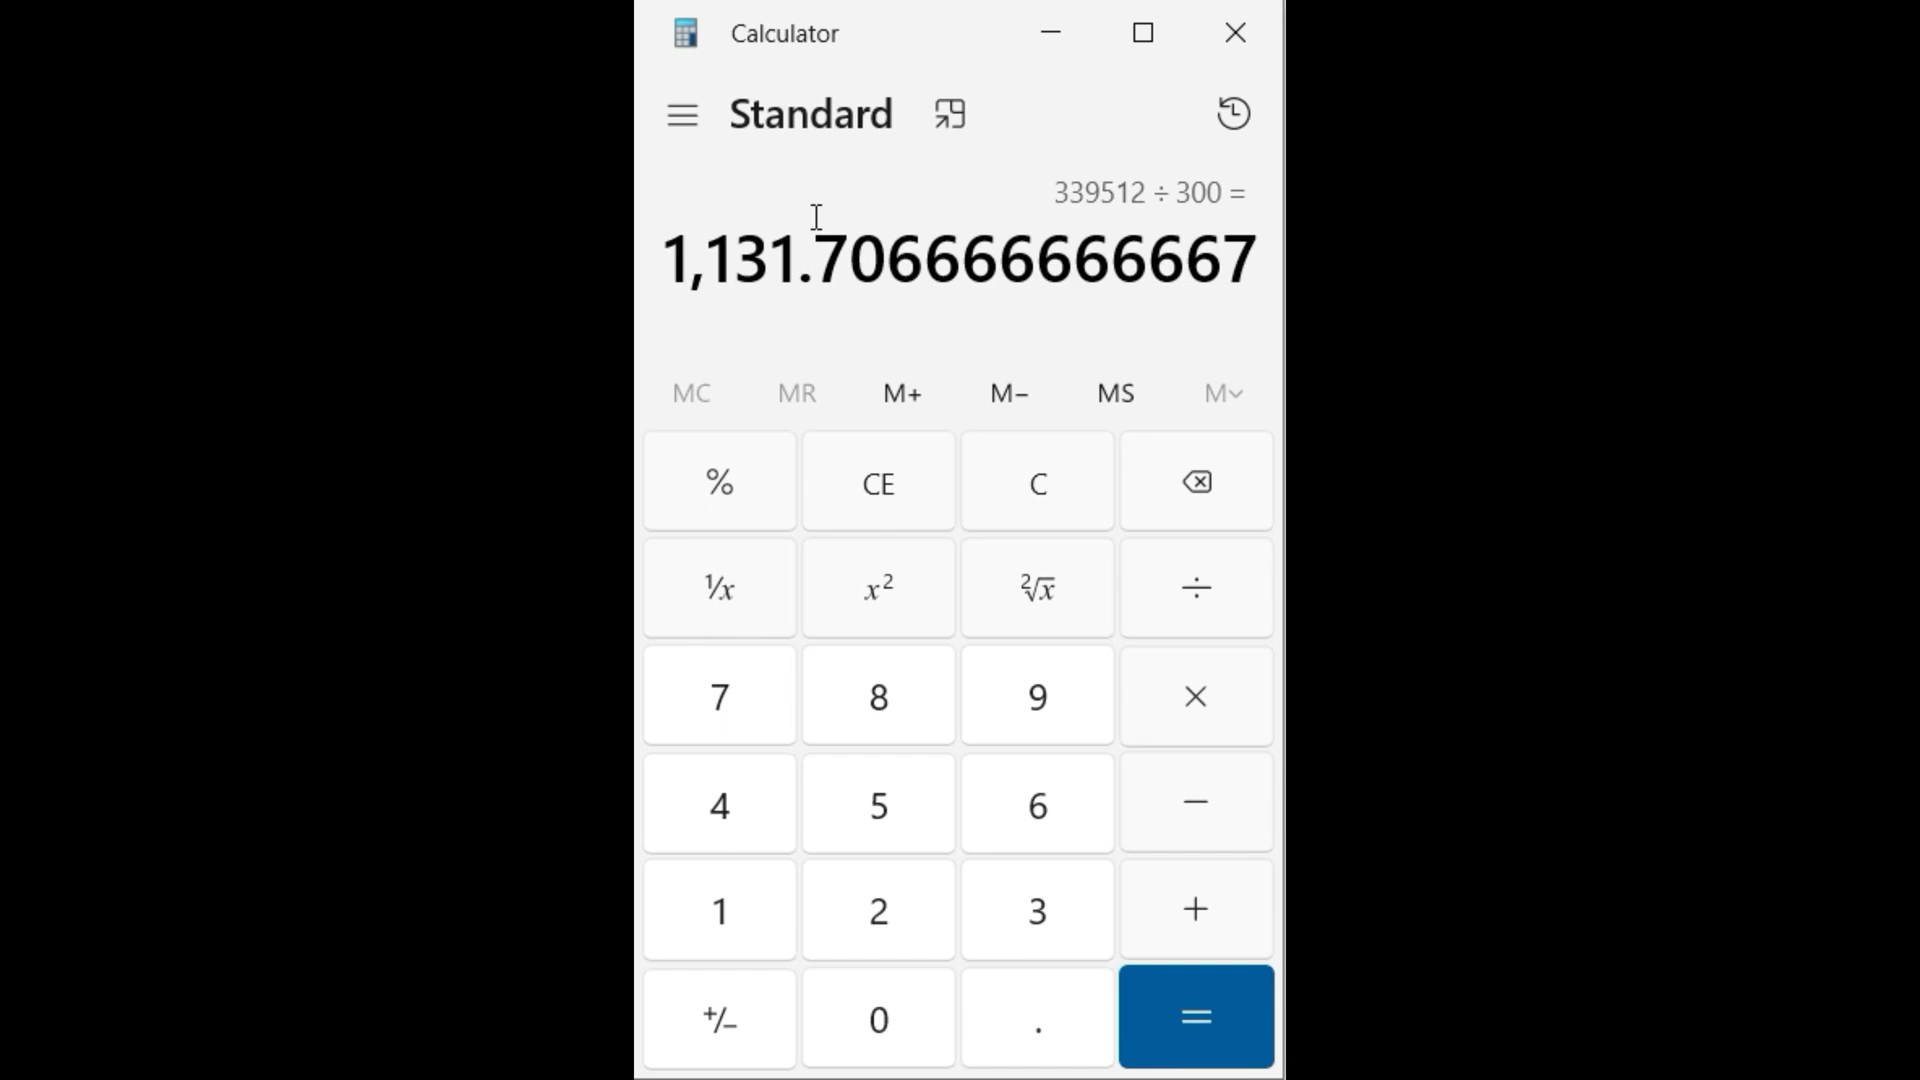 Calculator
Standard
339512 ÷ 300 =
1,131.706666666667
MC MR M+ M− MS M
% CE C
¹/x x² ²√x ÷
7 8 9 ×
4 5 6 −
1 2 3 +
+/− 0 . =